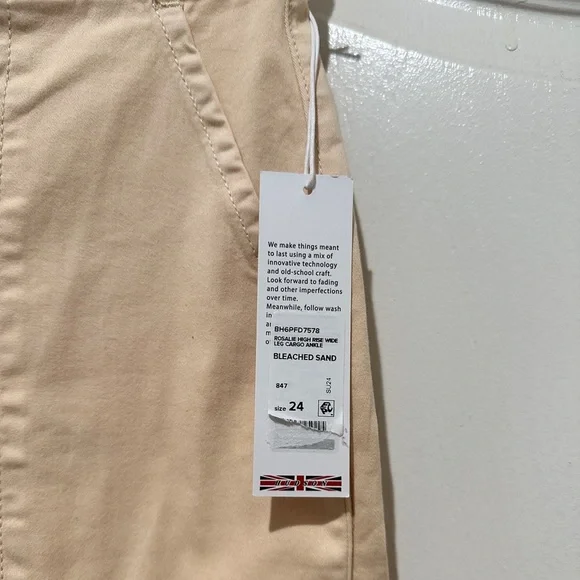 We make things meant
to last using a mix of
innovative technology
and old-school craft.
Look forward to fading
and other imperfections
over time.
Meanwhile, follow wash
in
BH6PFD7578
ROSALIE HIGH RISE WIDE
LEG CARGO ANKLE
BLEACHED SAND
847
SU24
size 24
HUDSON